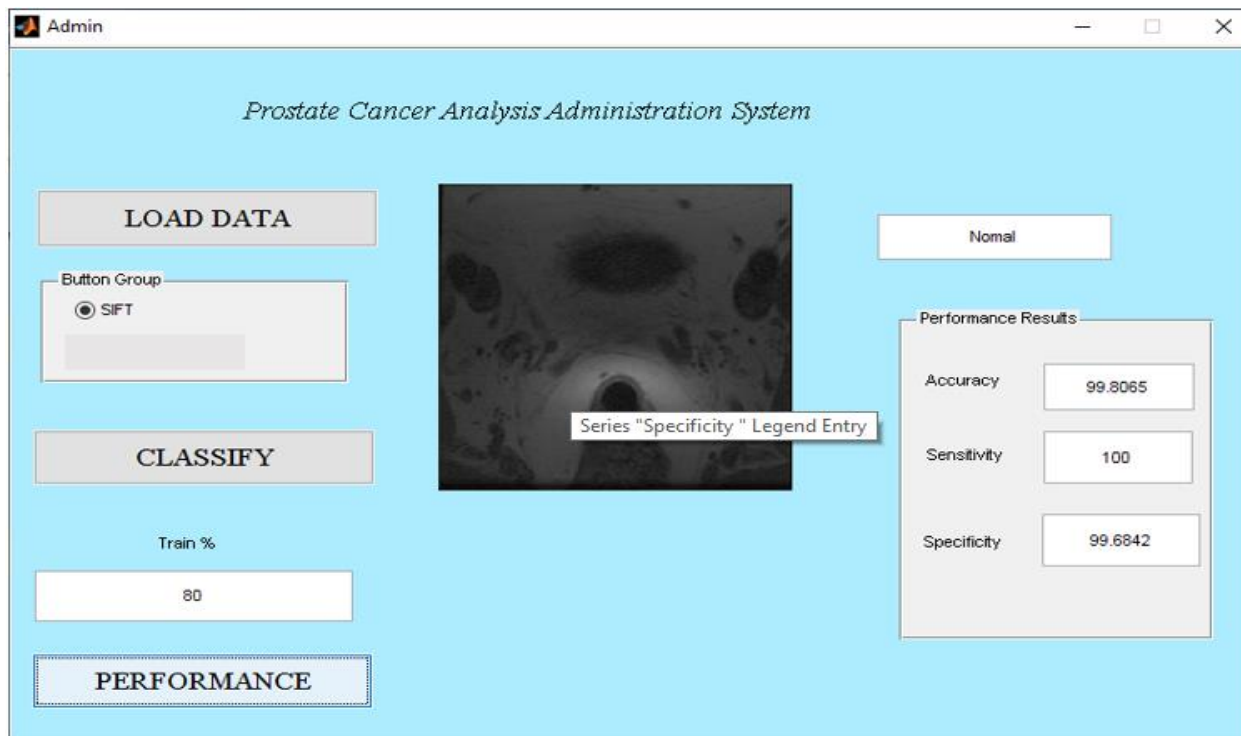 Admin
Prostate Cancer Analysis Administration System
LOAD DATA
Button Group
SIFT
CLASSIFY
Train %
80
PERFORMANCE
Series "Specificity " Legend Entry
Nomal
Performance Results
Accuracy 99.8065
Sensitivity 100
Specificity 99.6842